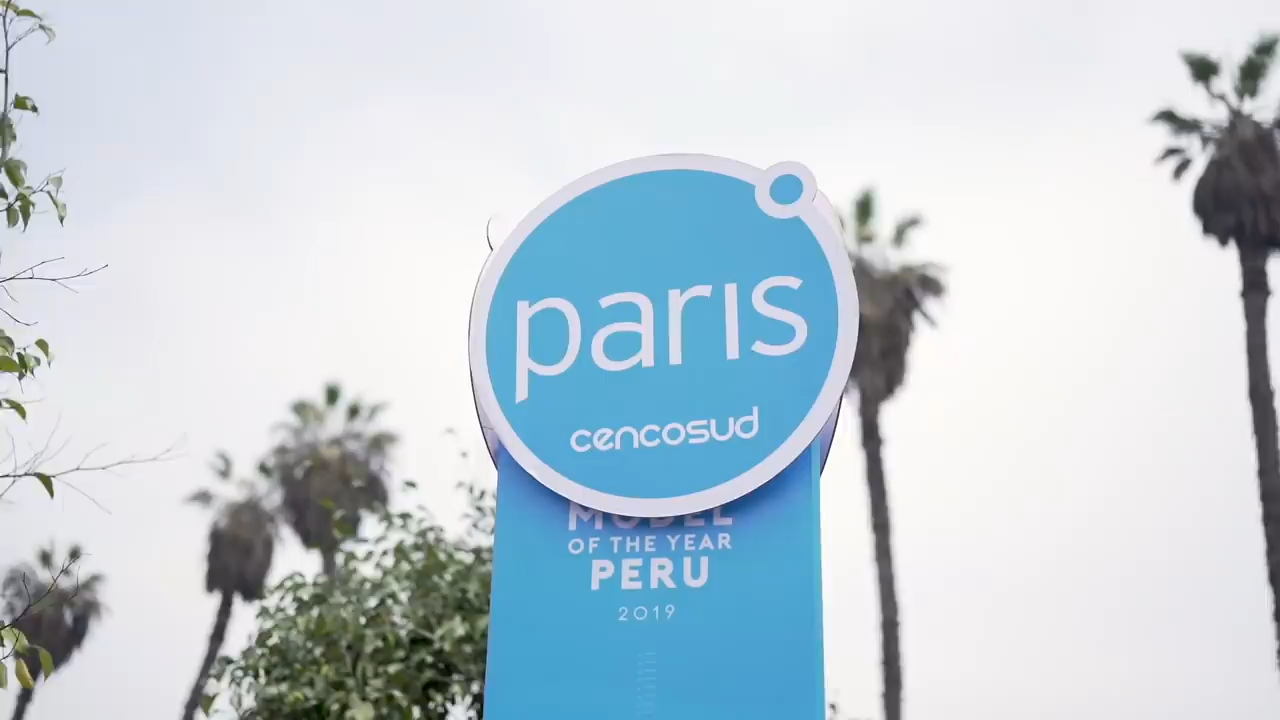 paris
cencosud
MODEL
OF THE YEAR
PERU
2019